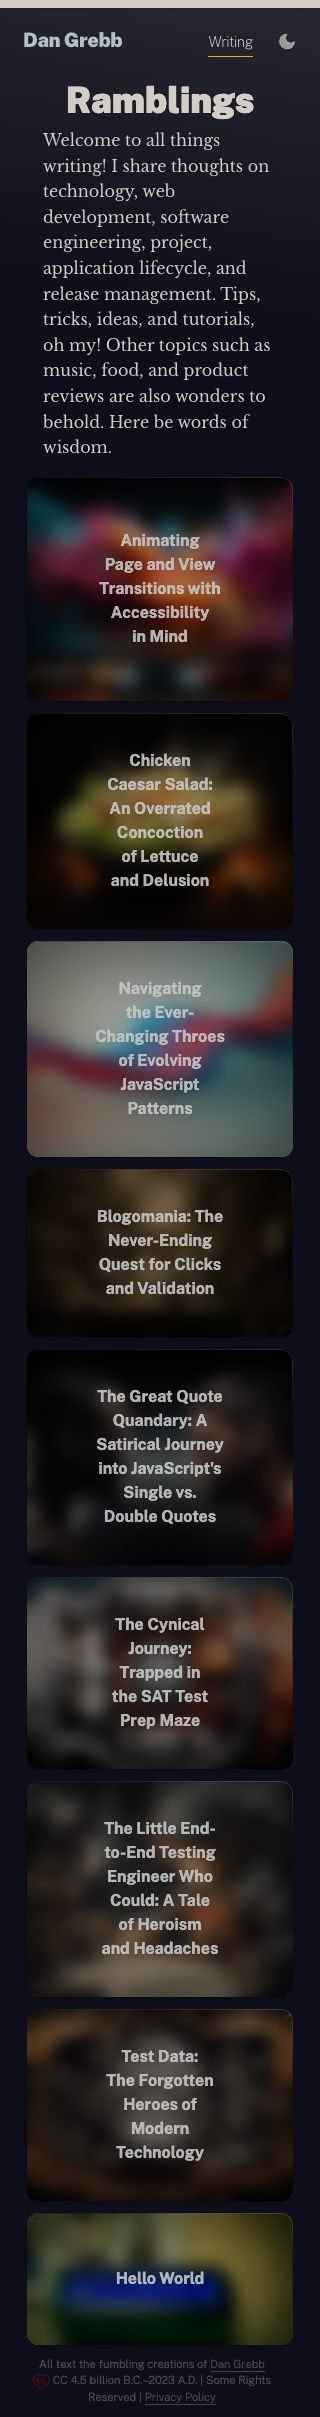 Dan Grebb
Writing
Ramblings
Welcome to all things
writing! I share thoughts on
technology, web
development, software
engineering, project,
application lifecycle, and
release management. Tips,
tricks, ideas, and tutorials,
oh my! Other topics such as
music, food, and product
reviews are also wonders to
behold. Here be words of
wisdom.
Animating
Page and View
Transitions with
Accessibility
in Mind
Chicken
Caesar Salad:
An Overrated
Concoction
of Lettuce
and Delusion
Navigating
the Ever-
Changing Throes
of Evolving
JavaScript
Patterns
Blogomania: The
Never-Ending
Quest for Clicks
and Validation
The Great Quote
Quandary: A
Satirical Journey
into JavaScript's
Single vs.
Double Quotes
The Cynical
Journey:
Trapped in
the SAT Test
Prep Maze
The Little End-
to-End Testing
Engineer Who
Could: A Tale
of Heroism
and Headaches
Test Data:
The Forgotten
Heroes of
Modern
Technology
Hello World
All text the fumbling creations of Dan Grebb
CC 4.5 billion B.C.–2023 A.D. | Some Rights
Reserved | Privacy Policy